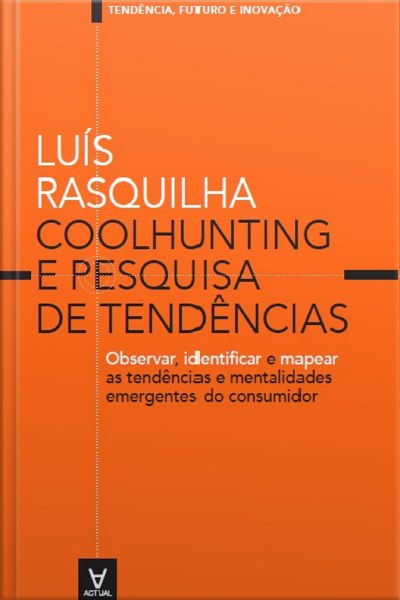 TENDÊNCIA, FUTURO E INOVAÇÃO
LUÍS
RASQUILHA
COOLHUNTING
E PESQUISA
DE TENDÊNCIAS
Observar, identificar e mapear
as tendências e mentalidades
emergentes do consumidor
ACTUAL